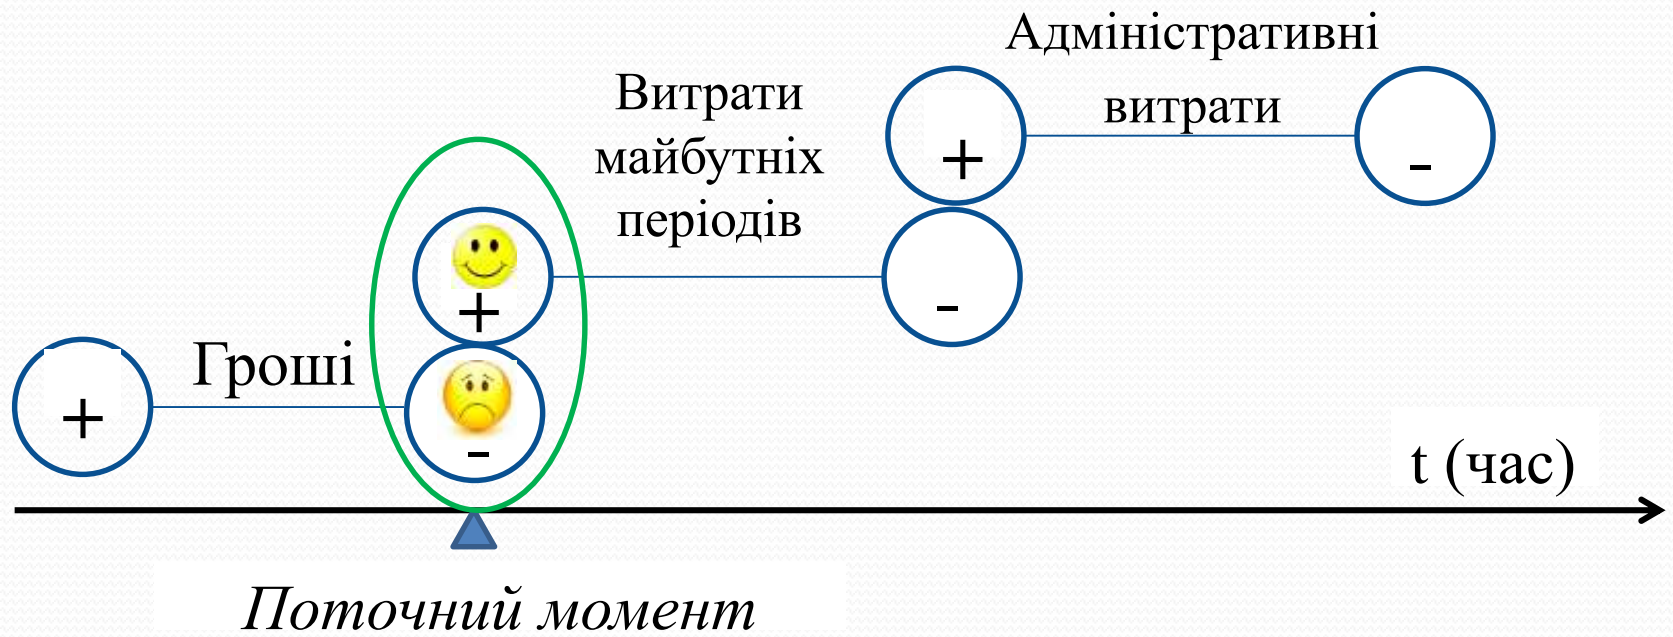 Адміністративні
витрати
Витрати
майбутніх
періодів
+
-
+
-
Гроші
+
-
t (час)
Поточний момент